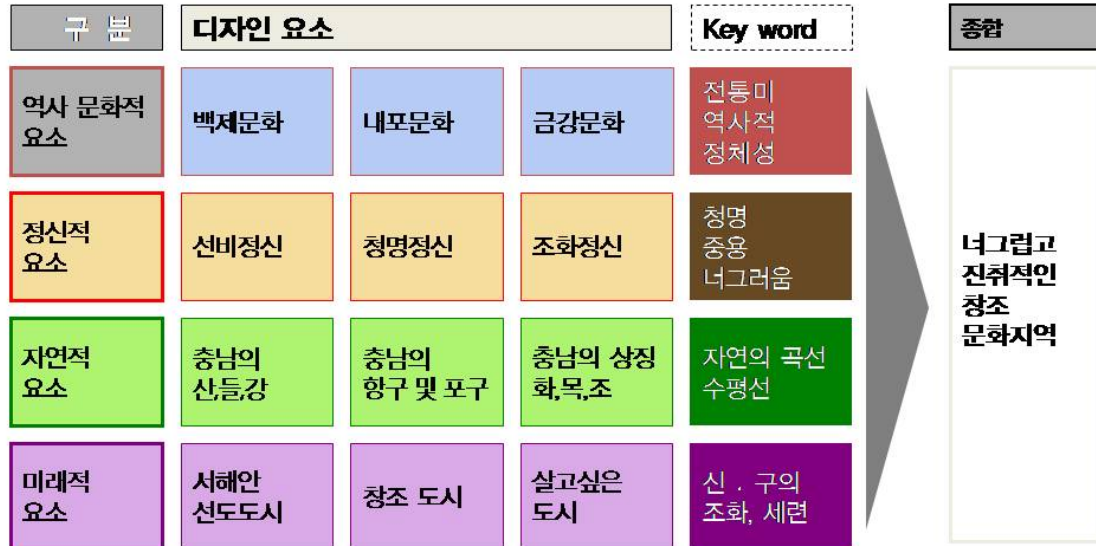 구 분
디자인 요소
Key word
종합
역사 문화적
요소
백제문화
내포문화
금강문화
전통미
역사적
정체성
정신적
요소
선비정신
청명정신
조화정신
청명
중용
너그러움
자연적
요소
충남의
산,들,강
충남의
항구 및 포구
충남의 상징
화,목,조
자연의 곡선
수평선
미래적
요소
서해안
선도도시
창조 도시
살고싶은
도시
신 . 구의
조화, 세련
너그럽고
진취적인
창조
문화지역